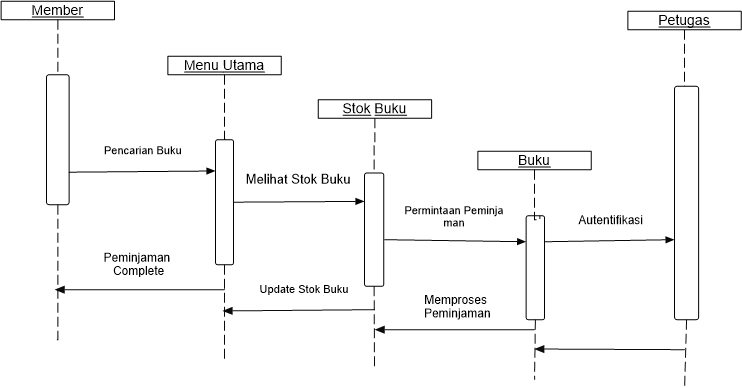 Member
Petugas
Menu Utama
Stok Buku
Buku
Pencarian Buku
Melihat Stok Buku
Permintaan Peminja
man
Autentifikasi
Peminjaman
Complete
Update Stok Buku
Memproses
Peminjaman